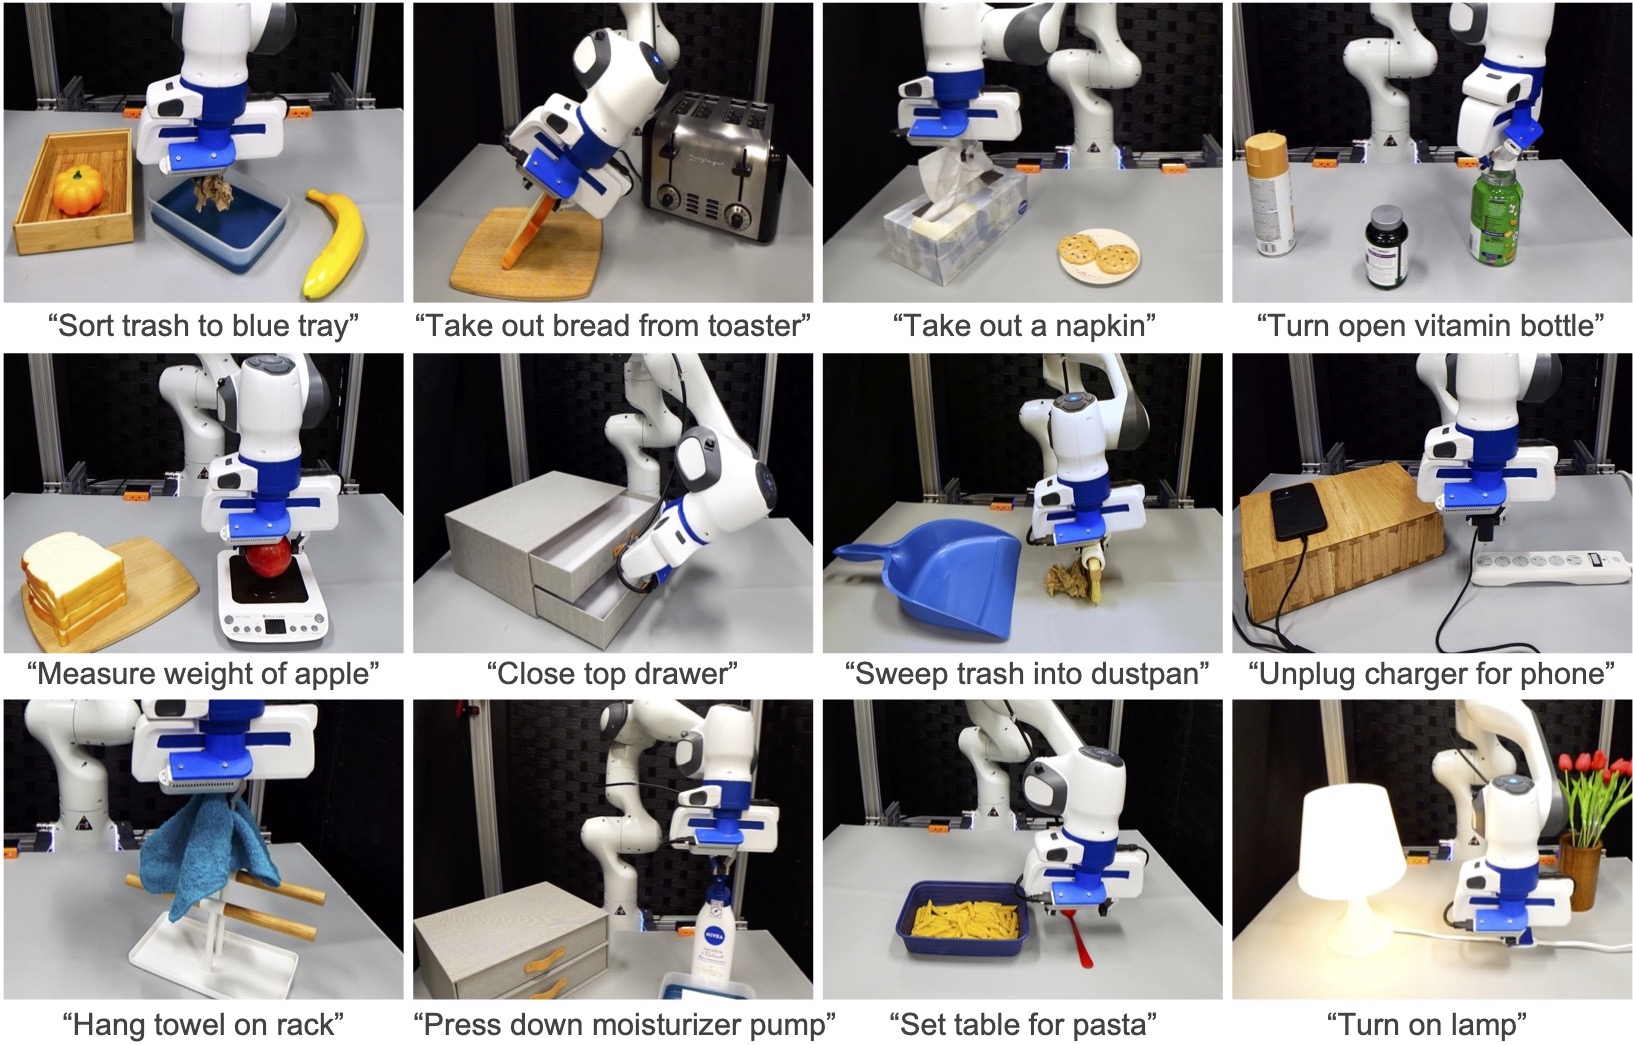 “Sort trash to blue tray”
“Take out bread from toaster”
“Take out a napkin”
“Turn open vitamin bottle”
“Measure weight of apple”
“Close top drawer”
“Sweep trash into dustpan”
“Unplug charger for phone”
“Hang towel on rack”
NIVEA
“Press down moisturizer pump”
“Set table for pasta”
“Turn on lamp”